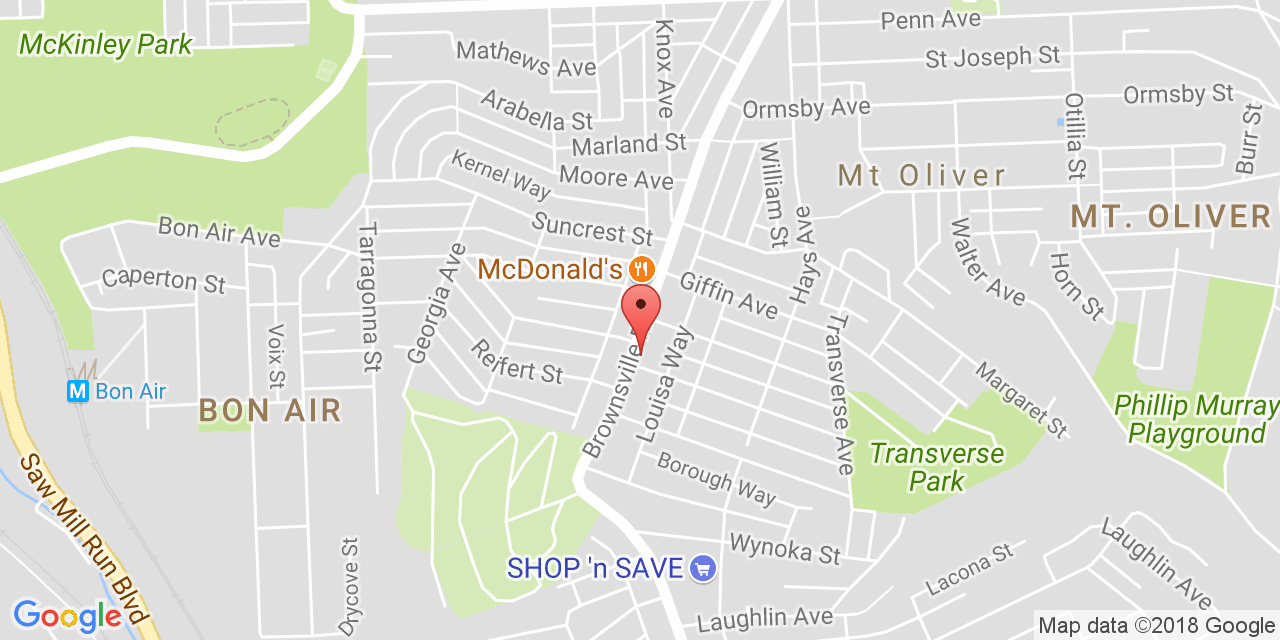 Penn Ave
McKinley Park
Mathews Ave
Knox Ave
St Joseph St
Arabella St
Ormsby Ave
Ormsby St
Otillia St
Burr St
Marland St
Kernel Way
Moore Ave
William St
Mt Oliver
MT. OLIVER
Suncrest St
Bon Air Ave
Tarragonna St
Hays Ave
Walter Ave
Horn St
Caperton St
Georgia Ave
McDonald's
Giffin Ave
Voix St
Reifert St
Brownsville
Louisa Way
Transverse Ave
Margaret St
Bon Air
M
BON AIR
Phillip Murray
Playground
Transverse
Park
Saw Mill Run Blvd
Borough Way
Wynoka St
Drycove St
SHOP 'n SAVE
Lacona St
Laughlin Ave
Laughlin Ave
Google
Map data ©2018 Google